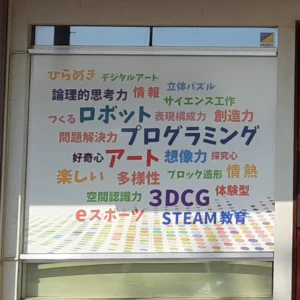 ひらめき デジタルアート 立体パズル
論理的思考力 情報 サイエンス工作
つくる ロボット 表現構成力 創造力
問題解決力 プログラミング
好奇心 アート 想像力 探究心
楽しい 多様性 ブロック造形 情熱
空間認識力 3DCG 体験型
eスポーツ STEAM教育